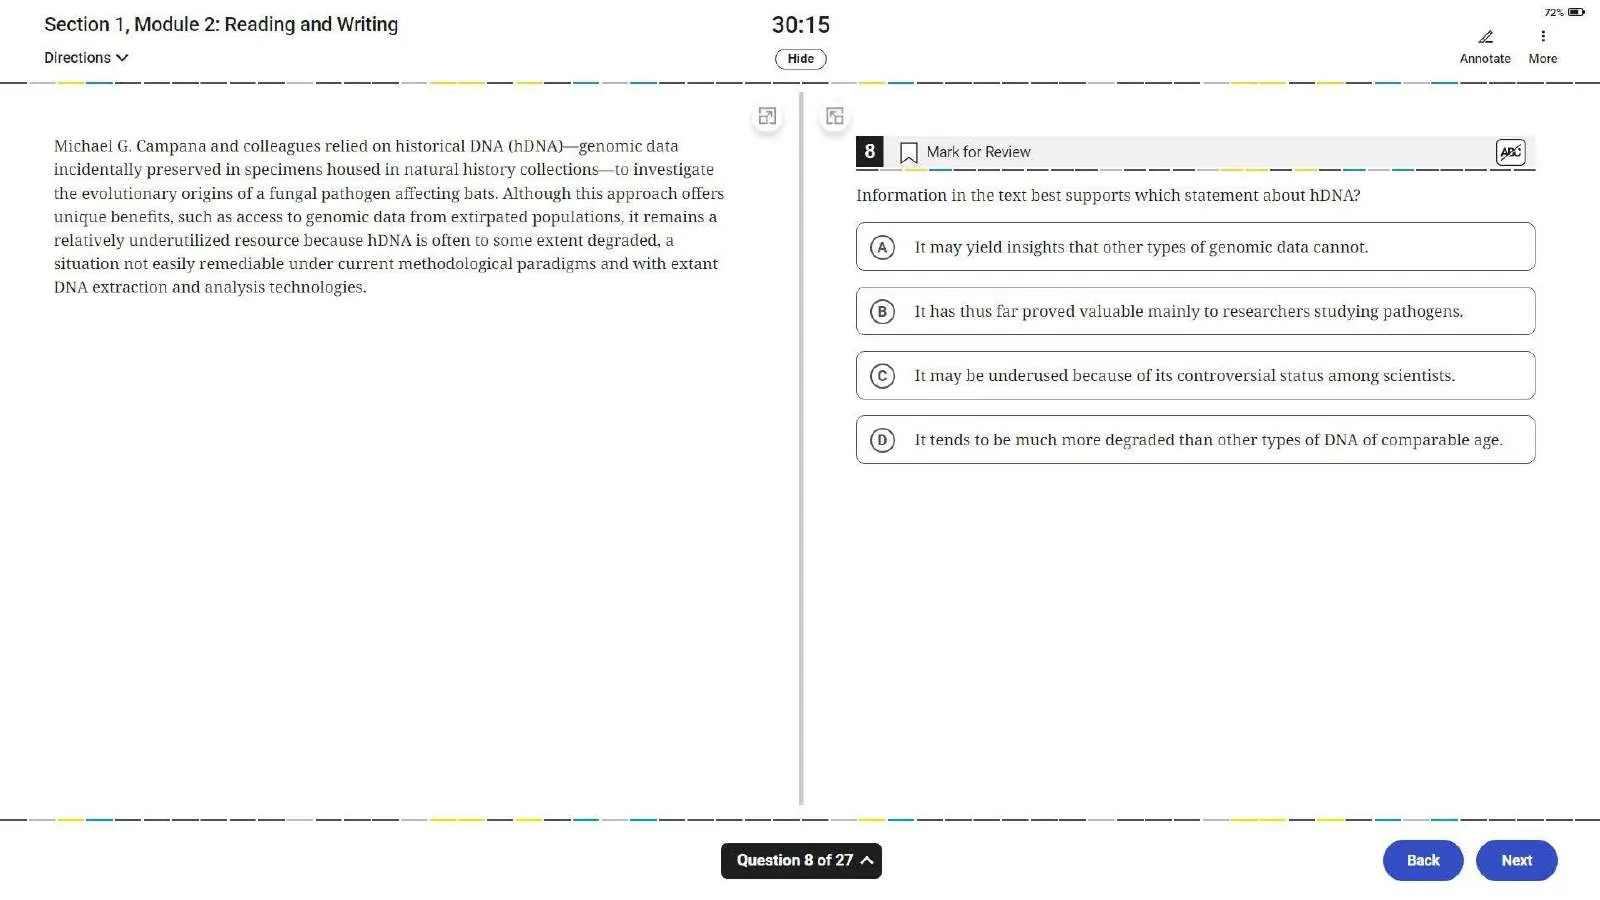 Section 1, Module 2: Reading and Writing
Directions
30:15
Hide
72%
Annotate
More
Michael G. Campana and colleagues relied on historical DNA (hDNA)—genomic data
incidentally preserved in specimens housed in natural history collections—to investigate
the evolutionary origins of a fungal pathogen affecting bats. Although this approach offers
unique benefits, such as access to genomic data from extirpated populations, it remains a
relatively underutilized resource because hDNA is often to some extent degraded, a
situation not easily remediable under current methodological paradigms and with extant
DNA extraction and analysis technologies.
8
Mark for Review
ABC
Information in the text best supports which statement about hDNA?
A It may yield insights that other types of genomic data cannot.
B It has thus far proved valuable mainly to researchers studying pathogens.
C It may be underused because of its controversial status among scientists.
D It tends to be much more degraded than other types of DNA of comparable age.
Question 8 of 27
Back
Next